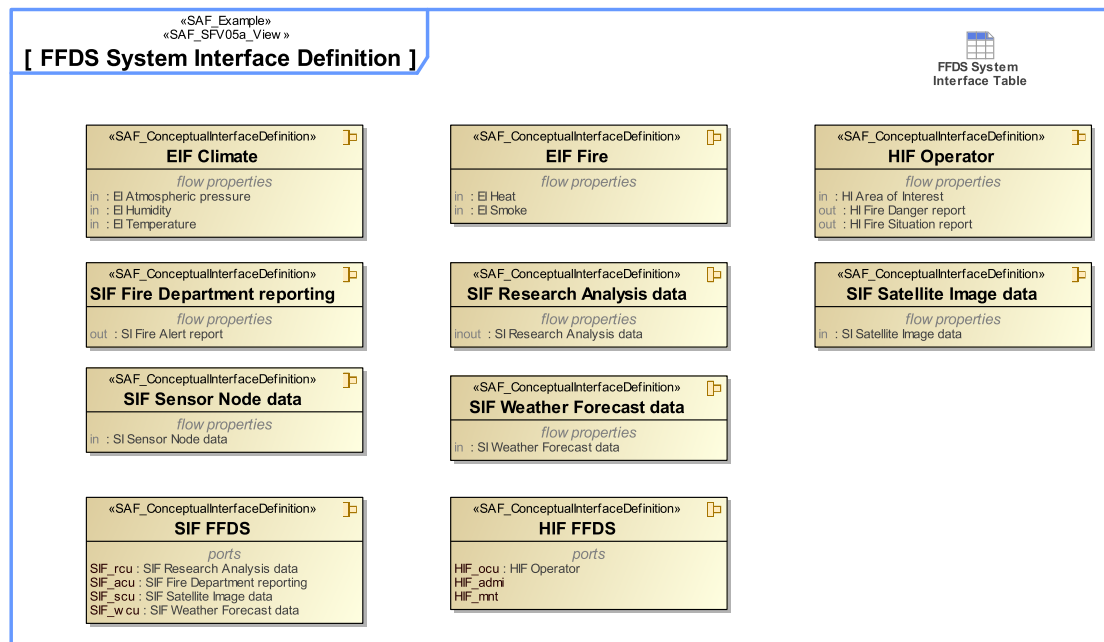 «SAF_Example»
«SAF_SFV05a_View»
[ FFDS System Interface Definition ]
FFDS System
Interface Table
«SAF_ConceptualInterfaceDefinition»
EIF Climate
flow properties
in : EI Atmospheric pressure
in : EI Humidity
in : EI Temperature
«SAF_ConceptualInterfaceDefinition»
EIF Fire
flow properties
in : EI Heat
in : EI Smoke
«SAF_ConceptualInterfaceDefinition»
HIF Operator
flow properties
in : HI Area of Interest
out : HI Fire Danger report
out : HI Fire Situation report
«SAF_ConceptualInterfaceDefinition»
SIF Fire Department reporting
flow properties
out : SI Fire Alert report
«SAF_ConceptualInterfaceDefinition»
SIF Research Analysis data
flow properties
inout : SI Research Analysis data
«SAF_ConceptualInterfaceDefinition»
SIF Satellite Image data
flow properties
in : SI Satellite Image data
«SAF_ConceptualInterfaceDefinition»
SIF Sensor Node data
flow properties
in : SI Sensor Node data
«SAF_ConceptualInterfaceDefinition»
SIF Weather Forecast data
flow properties
in : SI Weather Forecast data
«SAF_ConceptualInterfaceDefinition»
SIF FFDS
ports
SIF_rcu : SIF Research Analysis data
SIF_acu : SIF Fire Department reporting
SIF_scu : SIF Satellite Image data
SIF_wcu : SIF Weather Forecast data
«SAF_ConceptualInterfaceDefinition»
HIF FFDS
ports
HIF_ocu : HIF Operator
HIF_admi
HIF_mnt